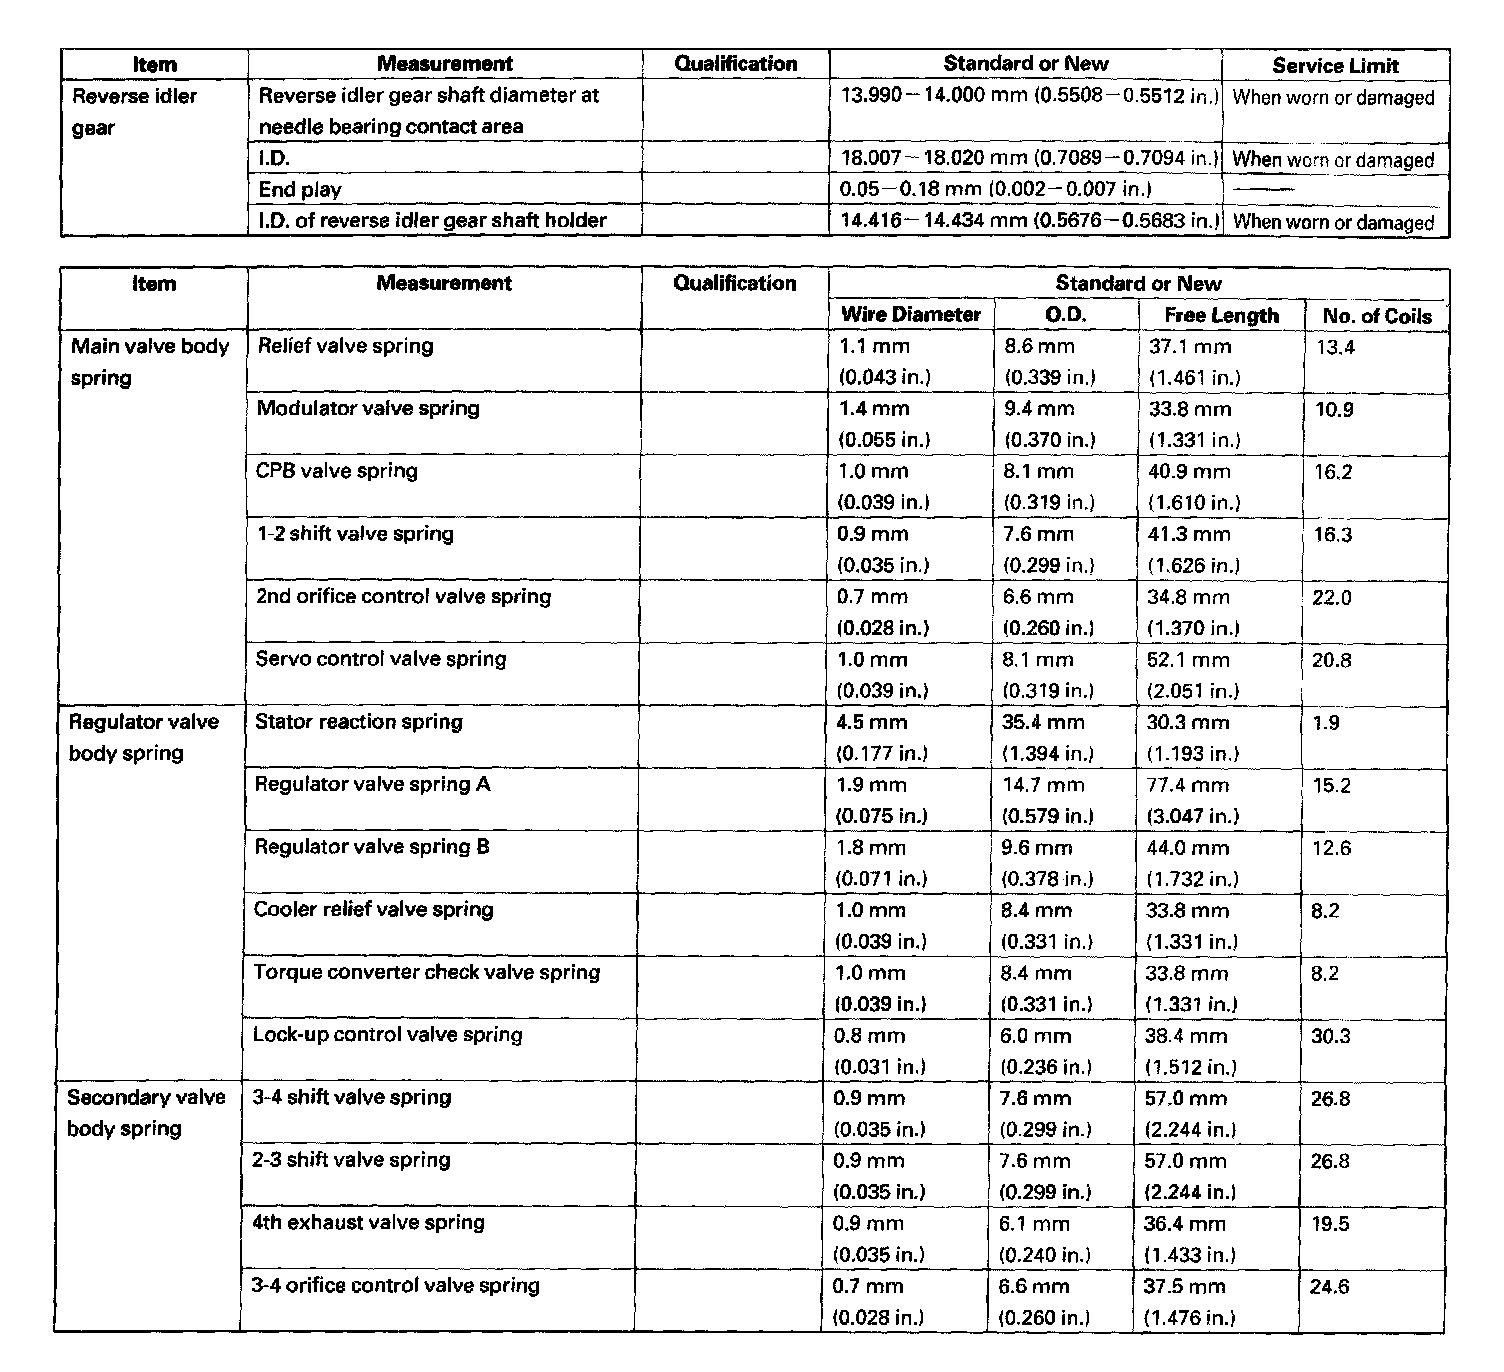 Item Measurement Qualification Standard or New Service Limit
Reverse idler Reverse idler gear shaft diameter at 13.990—14.000 mm (0.5508—0.5512 in.) When worn or damaged
gear needle bearing contact area
I.D. 18.007—18.020 mm (0.7089—0.7094 in.) When worn or damaged
End play 0.05—0.18 mm (0.002—0.007 in.) ——
I.D. of reverse idler gear shaft holder 14.416—14.434 mm (0.5676—0.5683 in.) When worn or damaged
Item Measurement Qualification Standard or New
Wire Diameter O.D. Free Length No. of Coils
Main valve body Relief valve spring 1.1 mm 8.6 mm 37.1 mm 13.4
spring (0.043 in.) (0.339 in.) (1.461 in.)
Modulator valve spring 1.4 mm 9.4 mm 33.8 mm 10.9
(0.055 in.) (0.370 in.) (1.331 in.)
CPB valve spring 1.0 mm 8.1 mm 40.9 mm 16.2
(0.039 in.) (0.319 in.) (1.610 in.)
1-2 shift valve spring 0.9 mm 7.6 mm 41.3 mm 16.3
(0.035 in.) (0.299 in.) (1.626 in.)
2nd orifice control valve spring 0.7 mm 6.6 mm 34.8 mm 22.0
(0.028 in.) (0.260 in.) (1.370 in.)
Servo control valve spring 1.0 mm 8.1 mm 52.1 mm 20.8
(0.039 in.) (0.319 in.) (2.051 in.)
Regulator valve Stator reaction spring 4.5 mm 35.4 mm 30.3 mm 1.9
body spring (0.177 in.) (1.394 in.) (1.193 in.)
Regulator valve spring A 1.9 mm 14.7 mm 77.4 mm 15.2
(0.075 in.) (0.579 in.) (3.047 in.)
Regulator valve spring B 1.8 mm 9.6 mm 44.0 mm 12.6
(0.071 in.) (0.378 in.) (1.732 in.)
Cooler relief valve spring 1.0 mm 8.4 mm 33.8 mm 8.2
(0.039 in.) (0.331 in.) (1.331 in.)
Torque converter check valve spring 1.0 mm 8.4 mm 33.8 mm 8.2
(0.039 in.) (0.331 in.) (1.331 in.)
Lock-up control valve spring 0.8 mm 6.0 mm 38.4 mm 30.3
(0.031 in.) (0.236 in.) (1.512 in.)
Secondary valve 3-4 shift valve spring 0.9 mm 7.6 mm 57.0 mm 26.8
body spring (0.035 in.) (0.299 in.) (2.244 in.)
2-3 shift valve spring 0.9 mm 7.6 mm 57.0 mm 26.8
(0.035 in.) (0.299 in.) (2.244 in.)
4th exhaust valve spring 0.9 mm 6.1 mm 36.4 mm 19.5
(0.035 in.) (0.240 in.) (1.433 in.)
3-4 orifice control valve spring 0.7 mm 6.6 mm 37.5 mm 24.6
(0.028 in.) (0.260 in.) (1.476 in.)